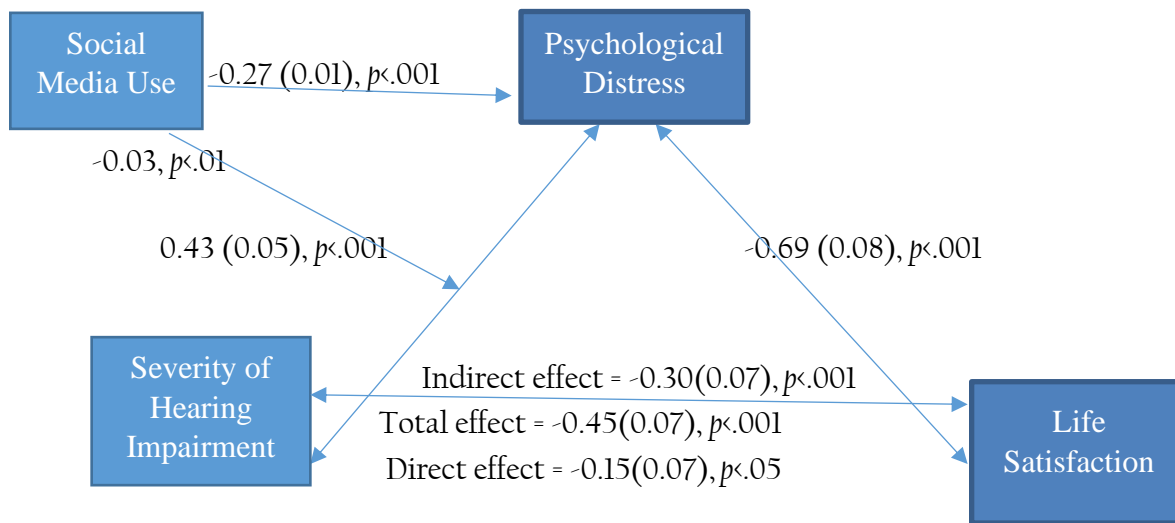 Social
Media Use
Psychological
Distress
-0.27 (0.01), p<.001
-0.03, p<.01
0.43 (0.05), p<.001
-0.69 (0.08), p<.001
Severity of
Hearing
Impairment
Indirect effect = -0.30(0.07), p<.001
Total effect = -0.45(0.07), p<.001
Direct effect = -0.15(0.07), p<.05
Life
Satisfaction